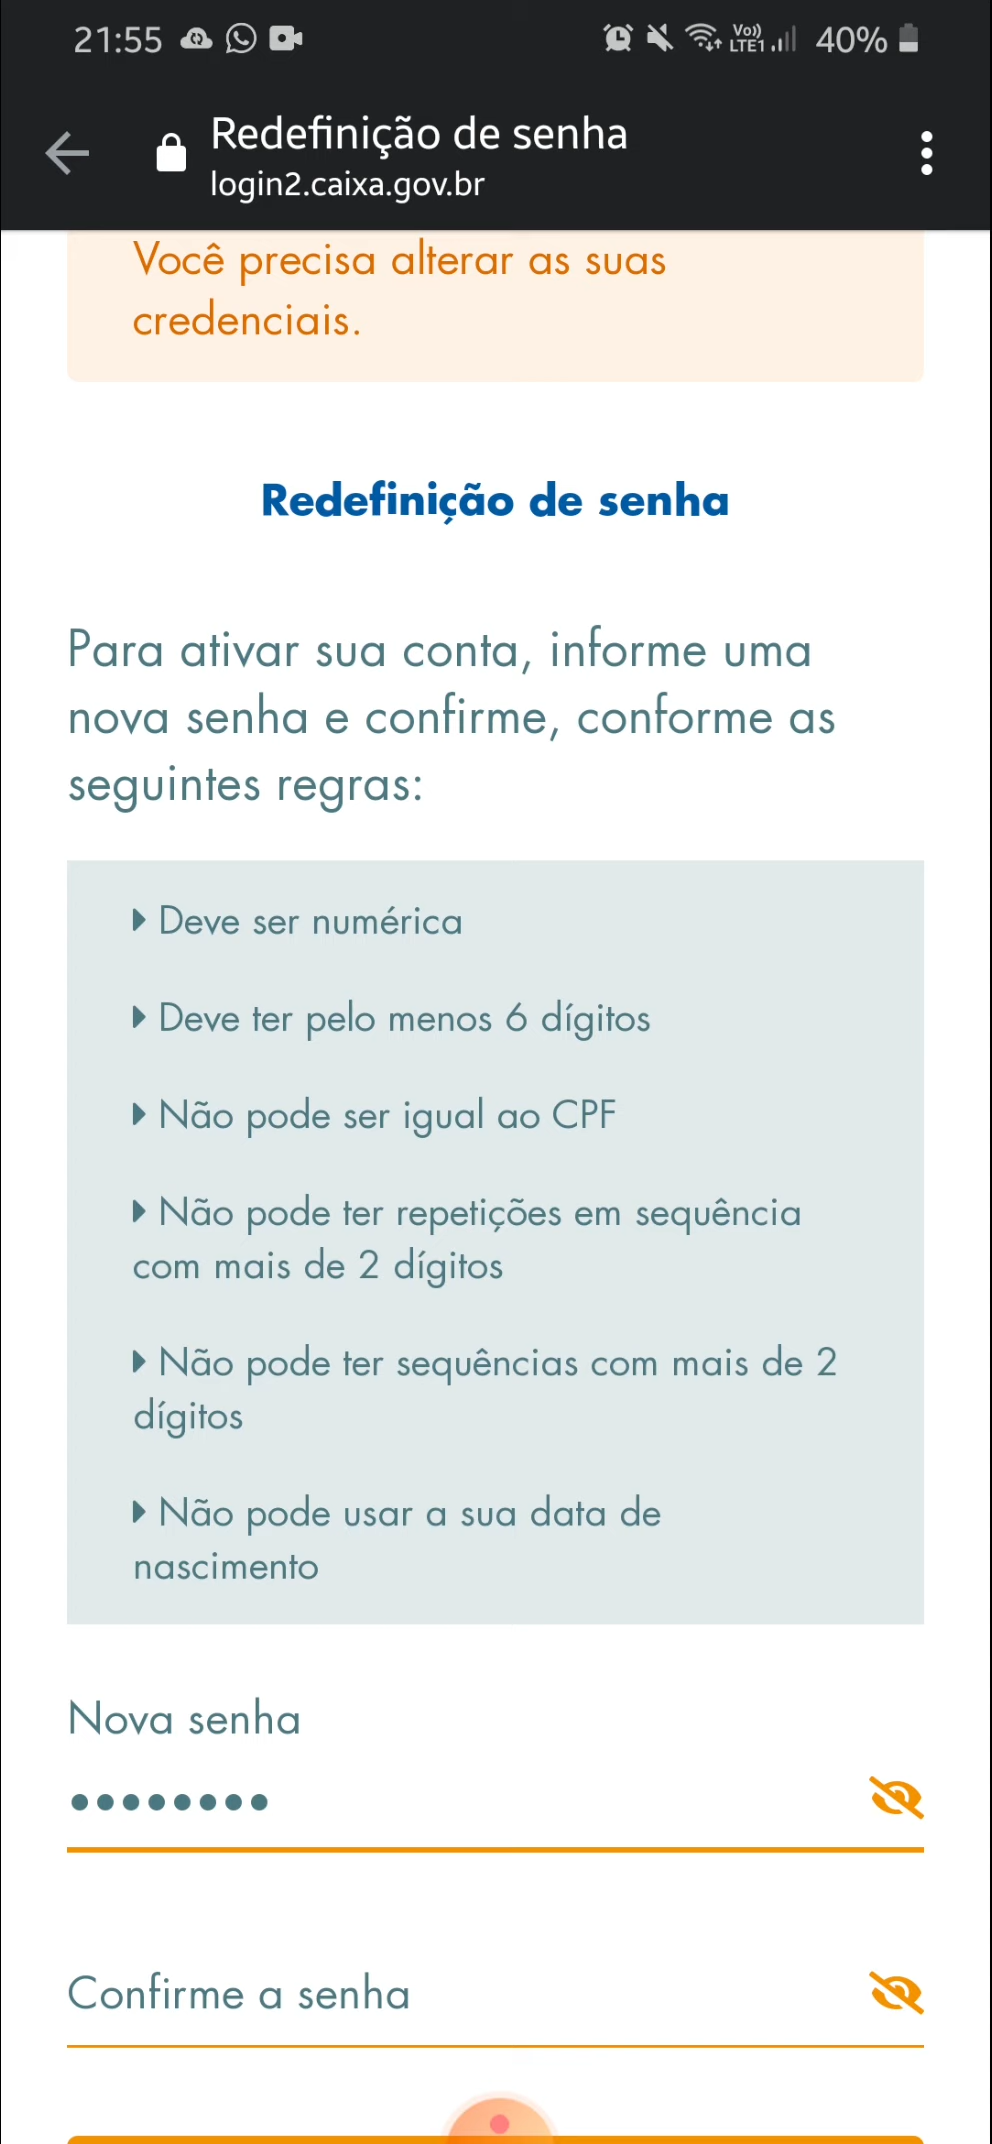 21:55
Vo))
LTE1
40%
Redefinição de senha
login2.caixa.gov.br
Você precisa alterar as suas
credenciais.
Redefinição de senha
Para ativar sua conta, informe uma
nova senha e confirme, conforme as
seguintes regras:
Deve ser numérica
Deve ter pelo menos 6 dígitos
Não pode ser igual ao CPF
Não pode ter repetições em sequência
com mais de 2 dígitos
Não pode ter sequências com mais de 2
dígitos
Não pode usar a sua data de
nascimento
Nova senha
••••••••
Confirme a senha